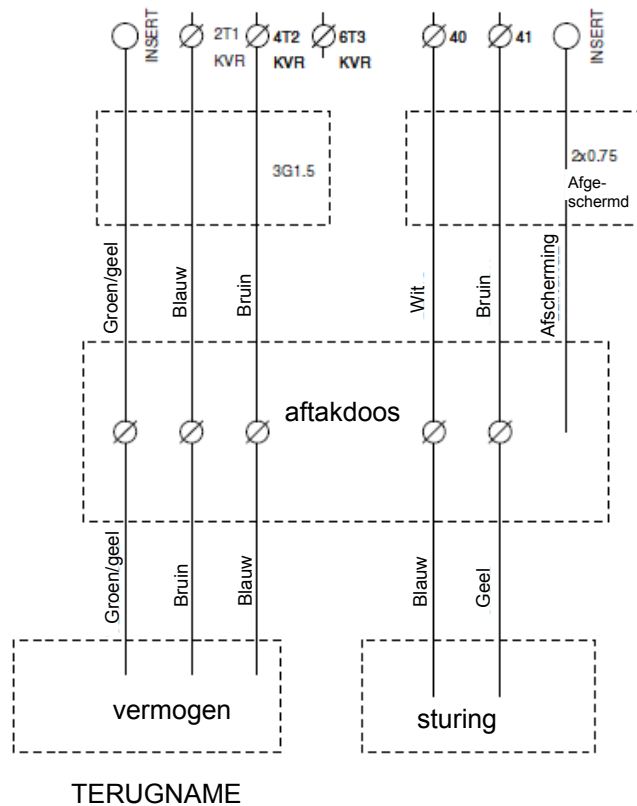 INSERT
2T1
KVR
4T2
KVR
6T3
KVR
40
41
INSERT
3G1.5
2x0.75
Afge-
schermd
Groen/geel
Blauw
Bruin
Wit
Bruin
Afscherming
aftakdoos
Groen/geel
Bruin
Blauw
Blauw
Geel
vermogen
sturing
TERUGNAME